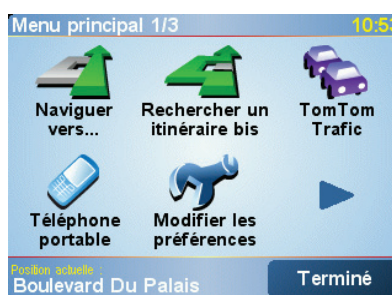 Menu principal 1/3 10:53
Naviguer
vers...
Rechercher un
itinéraire bis
TomTom
Trafic
Téléphone
portable
Modifier les
préférences
Position actuelle :
Boulevard Du Palais
Terminé